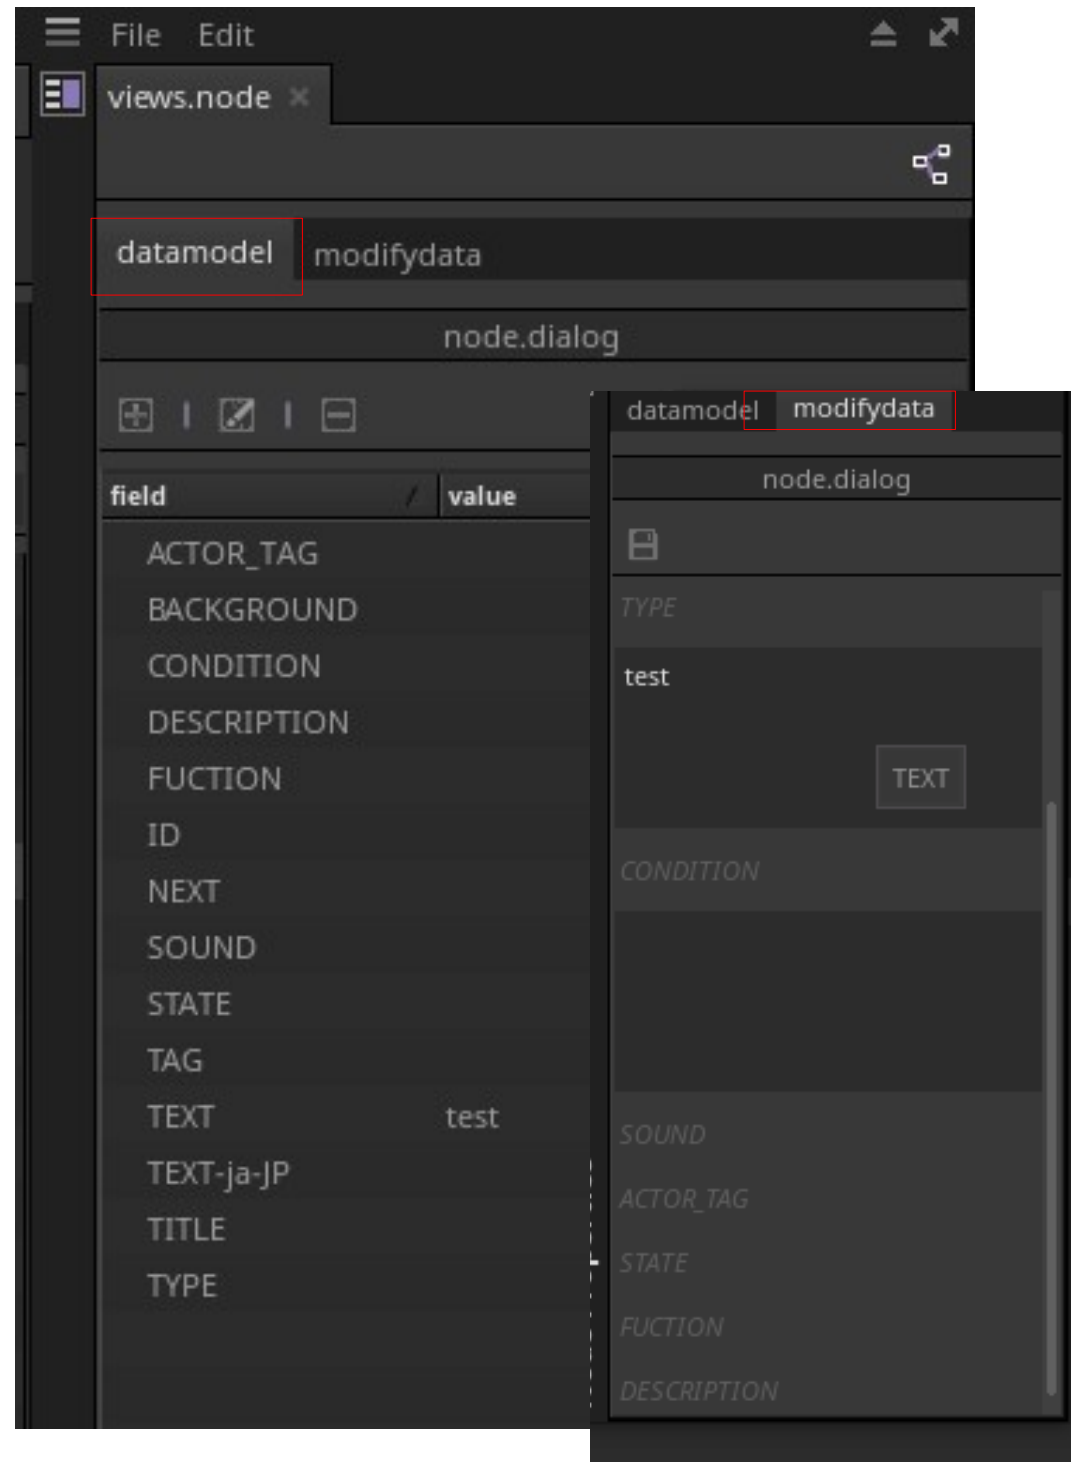 File Edit
views.node
datamodel modifydata
node.dialog
field value
ACTOR_TAG
BACKGROUND
CONDITION
DESCRIPTION
FUCTION
ID
NEXT
SOUND
STATE
TAG
TEXT test
TEXT-ja-JP
TITLE
TYPE
datamodel modifydata
node.dialog
TYPE
test
TEXT
CONDITION
SOUND
ACTOR_TAG
STATE
FUCTION
DESCRIPTION